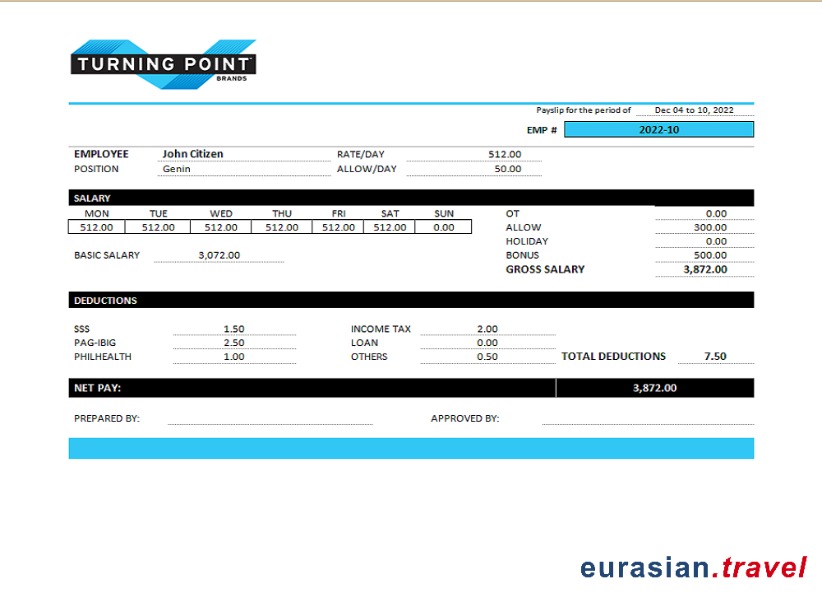 TURNING POINT
BRANDS
Payslip for the period of Dec 04 to 10, 2022
EMP # 2022-10
EMPLOYEE John Citizen RATE/DAY 512.00
POSITION Genin ALLOW/DAY 50.00
SALARY
MON TUE WED THU FRI SAT SUN OT 0.00
512.00 512.00 512.00 512.00 512.00 512.00 0.00 ALLOW 300.00
HOLIDAY 0.00
BASIC SALARY 3,072.00 BONUS 500.00
GROSS SALARY 3,872.00
DEDUCTIONS
SSS 1.50 INCOME TAX 2.00
PAG-IBIG 2.50 LOAN 0.00
PHILHEALTH 1.00 OTHERS 0.50 TOTAL DEDUCTIONS 7.50
NET PAY: 3,872.00
PREPARED BY: APPROVED BY:
eurasian.travel